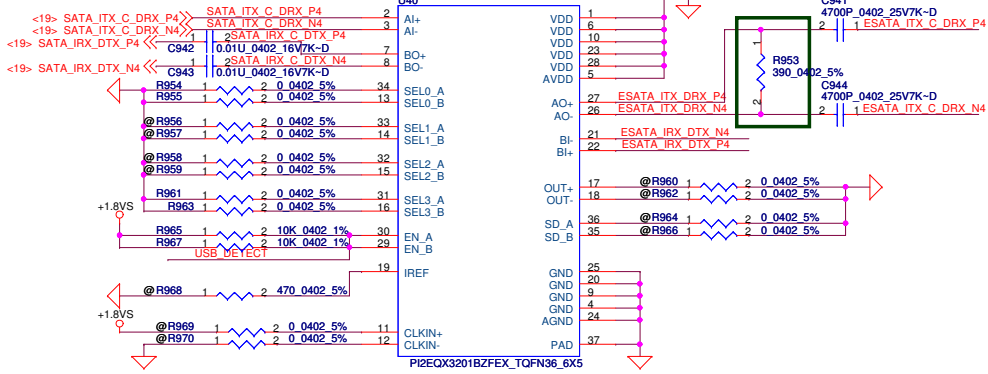 U40
C941
SATA_ITX_C_DRX_P4
<19> SATA_ITX_C_DRX_P4 2 AI+ VDD 1 4700P_0402_25V7K~D
SATA_ITX_C_DRX_N4
<19> SATA_ITX_C_DRX_N4 3 AI- VDD 6 1 2 ESATA_ITX_C_DRX_P4
<19> SATA_IRX_DTX_P4 1 2 SATA_IRX_C_DTX_P4 VDD 10
C942 0.01U_0402_16V7K~D 7 BO+ VDD 23
<19> SATA_IRX_DTX_N4 1 2 SATA_IRX_C_DTX_N4 8 BO- VDD 28
C943 0.01U_0402_16V7K~D AVDD 5
1 R953 2
390_0402_5%
R954 1 2 0_0402_5% 34 SEL0_A
R955 1 2 0_0402_5% 13 SEL0_B
C944
4700P_0402_25V7K~D
AO+ 27 ESATA_ITX_DRX_P4
AO- 26 ESATA_ITX_DRX_N4 1 2 ESATA_ITX_C_DRX_N4
@R956 1 2 0_0402_5% 33 SEL1_A
@R957 1 2 0_0402_5% 14 SEL1_B
BI- 21 ESATA_IRX_DTX_N4
BI+ 22 ESATA_IRX_DTX_P4
@R958 1 2 0_0402_5% 32 SEL2_A
@R959 1 2 0_0402_5% 15 SEL2_B
OUT+ 17 @R960 1 2 0_0402_5%
OUT- 18 @R962 1 2 0_0402_5%
R961 1 2 0_0402_5% 31 SEL3_A
R963 1 2 0_0402_5% 16 SEL3_B
+1.8VS
SD_A 36 @R964 1 2 0_0402_5%
SD_B 35 @R966 1 2 0_0402_5%
R965 1 2 10K_0402_1% 30 EN_A
R967 1 2 10K_0402_1% 29 EN_B
USB_DETECT
19 IREF
GND 25
GND 20
GND 9
GND 4
AGND 24
@R968 1 2 470_0402_5%
+1.8VS
@R969 1 2 0_0402_5% 11 CLKIN+
@R970 1 2 0_0402_5% 12 CLKIN-
PAD 37
PI2EQX3201BZFEX_TQFN36_6X5